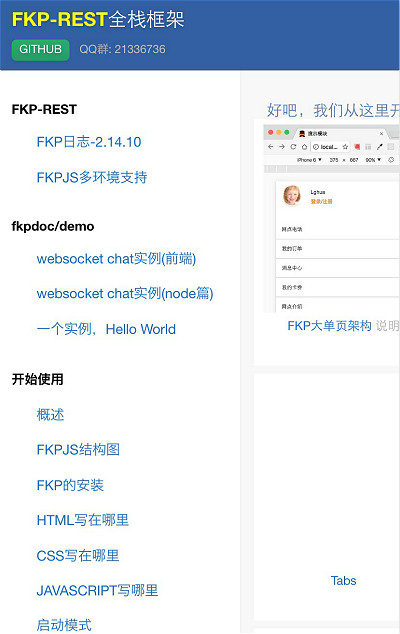 FKP-REST全栈框架
GITHUB QQ群: 21336736
FKP-REST
FKP日志-2.14.10
FKPJS多环境支持
fkpdoc/demo
websocket chat实例(前端)
websocket chat实例(node篇)
一个实例，Hello World
开始使用
概述
FKPJS结构图
FKP的安装
HTML写在哪里
CSS写在哪里
JAVASCRIPT写哪里
启动模式
好吧，我们从这里开
演示模块
local...
iPhone 6 ▼ 375 × 667 90% ▼
Lghua
登录/注册
网点电话
我的订单
消息中心
我的卡券
网点介绍
FKP大单页架构 说明
Tabs